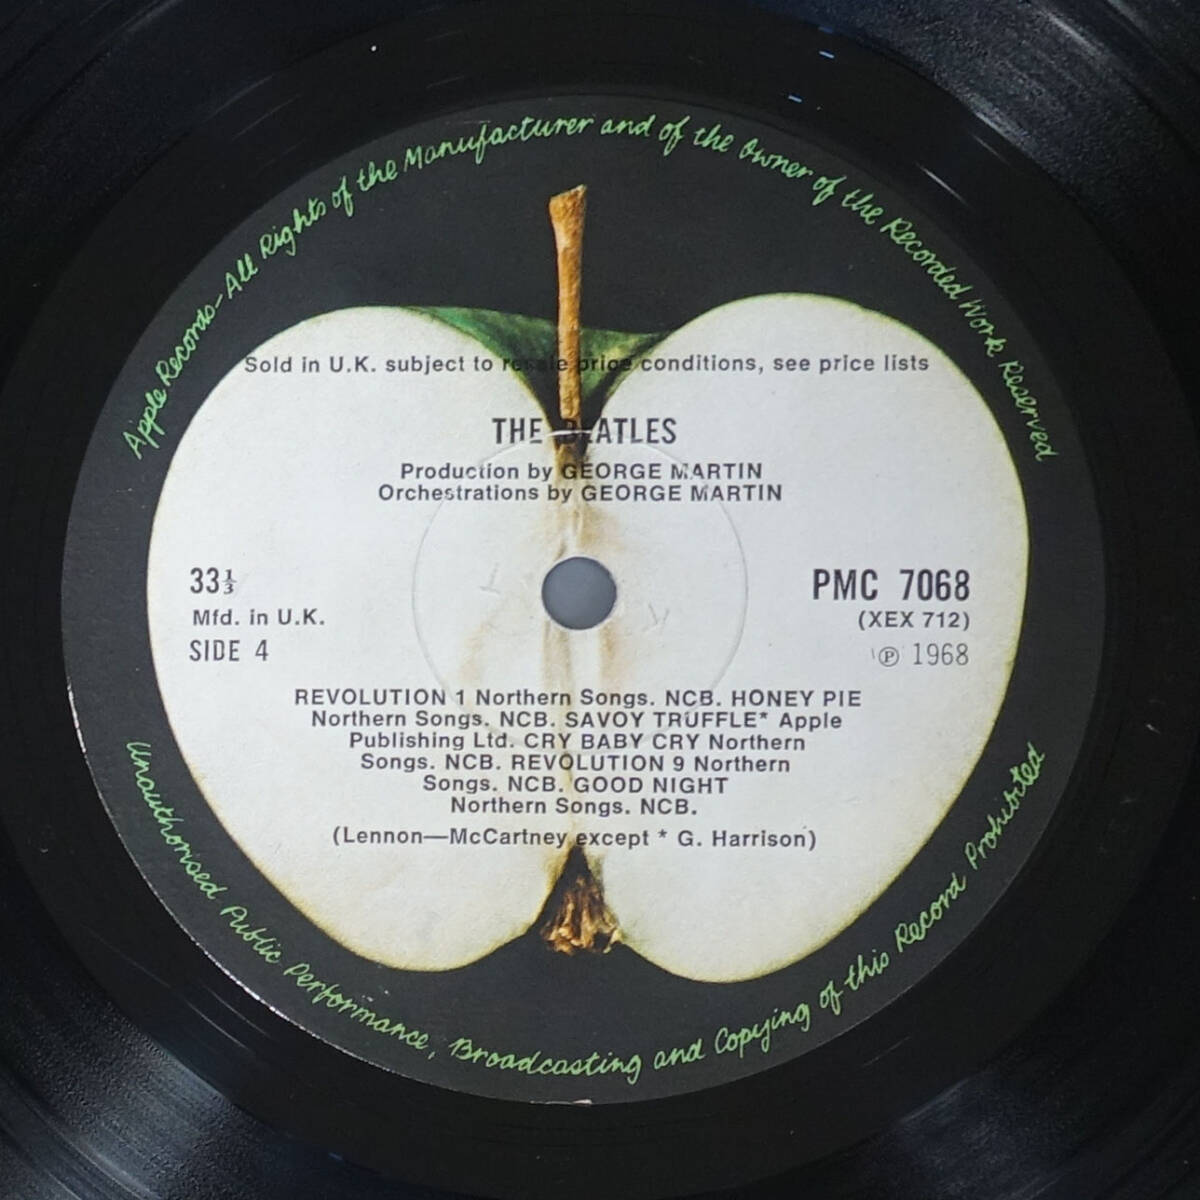 Apple Records-All Rights of the Manufacturer and of the Owner of the Recorded Work Reserved
Sold in U.K. subject to resale price conditions, see price lists
THE BEATLES
Production by GEORGE MARTIN
Orchestrations by GEORGE MARTIN
33⅓
Mfd. in U.K.
SIDE 4
PMC 7068
(XEX 712)
℗ 1968
REVOLUTION 1 Northern Songs. NCB. HONEY PIE
Northern Songs. NCB. SAVOY TRUFFLE* Apple
Publishing Ltd. CRY BABY CRY Northern
Songs. NCB. REVOLUTION 9 Northern
Songs. NCB. GOOD NIGHT
Northern Songs. NCB.
(Lennon—McCartney except * G. Harrison)
Unauthorised Public Performance, Broadcasting and Copying of this Record Prohibited